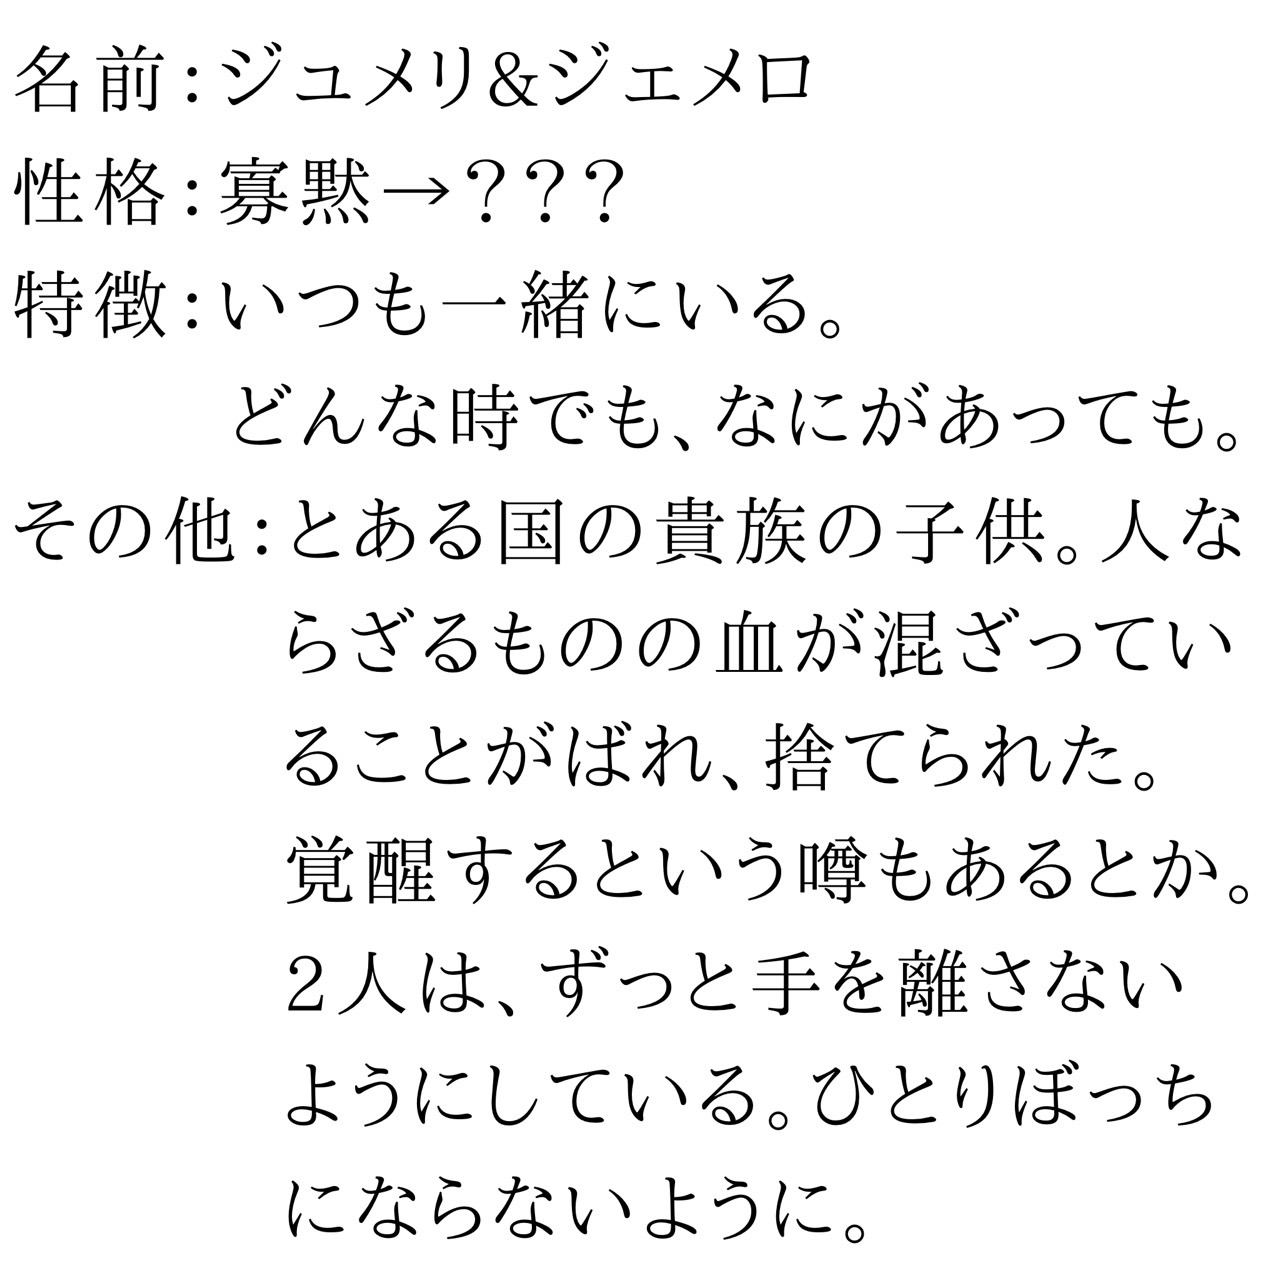 名前：ジュメリ&ジェメロ
性格：寡黙→？？？
特徴：いつも一緒にいる。
どんな時でも、なにがあっても。
その他：とある国の貴族の子供。人な
らざるものの血が混ざってい
ることがばれ、捨てられた。
覚醒するという噂もあるとか。
２人は、ずっと手を離さない
ようにしている。ひとりぼっち
にならないように。